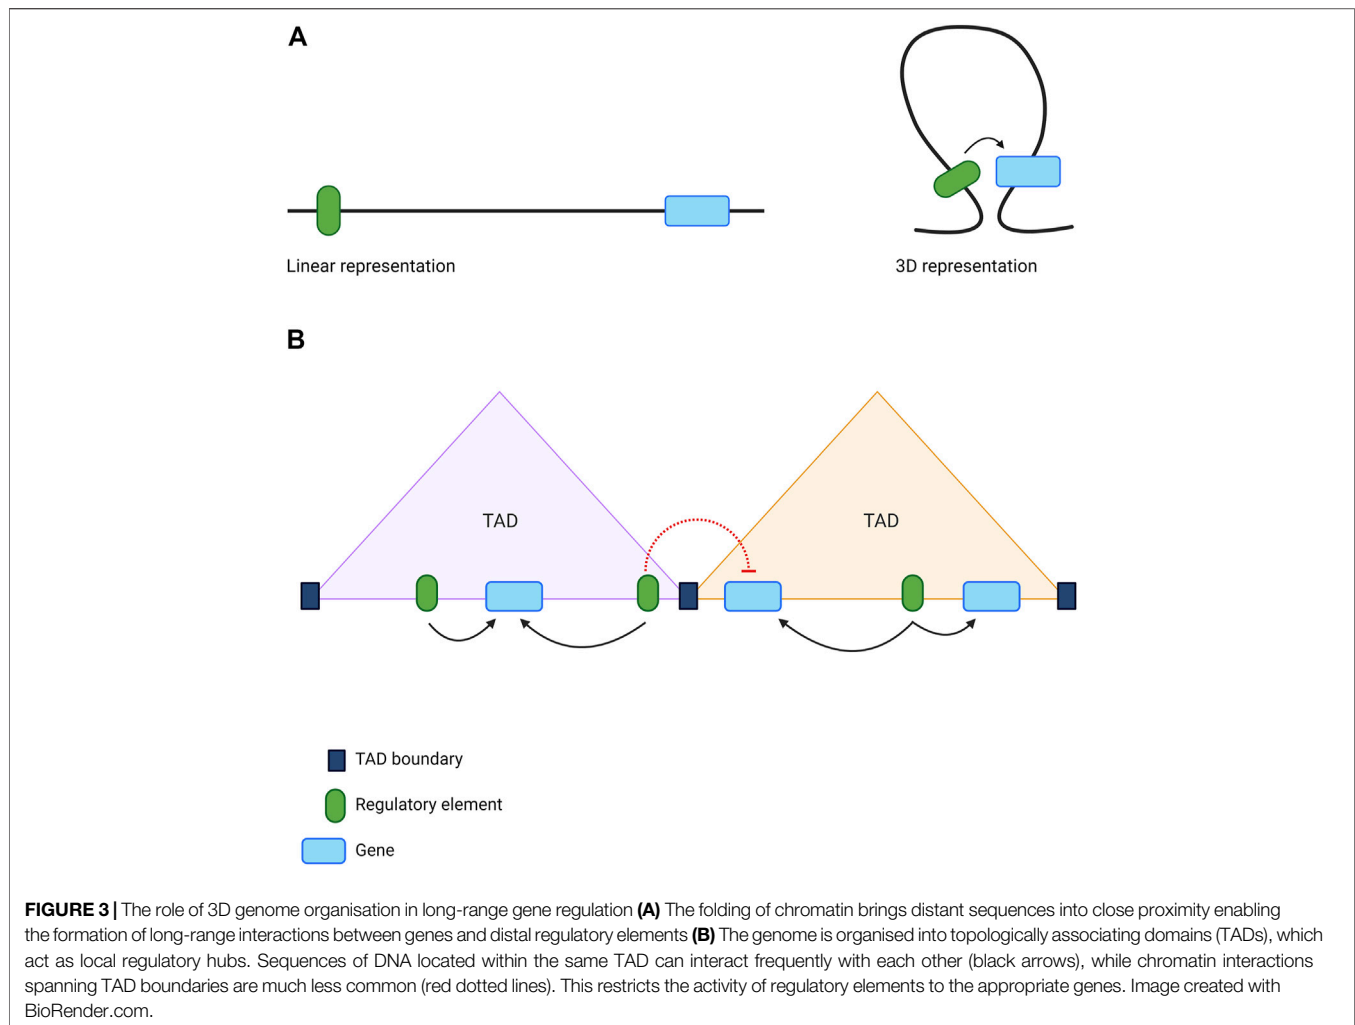 A
Linear representation
3D representation
B
TAD
TAD
TAD boundary
Regulatory element
Gene
FIGURE 3 | The role of 3D genome organisation in long-range gene regulation (A) The folding of chromatin brings distant sequences into close proximity enabling
the formation of long-range interactions between genes and distal regulatory elements (B) The genome is organised into topologically associating domains (TADs), which
act as local regulatory hubs. Sequences of DNA located within the same TAD can interact frequently with each other (black arrows), while chromatin interactions
spanning TAD boundaries are much less common (red dotted lines). This restricts the activity of regulatory elements to the appropriate genes. Image created with
BioRender.com.